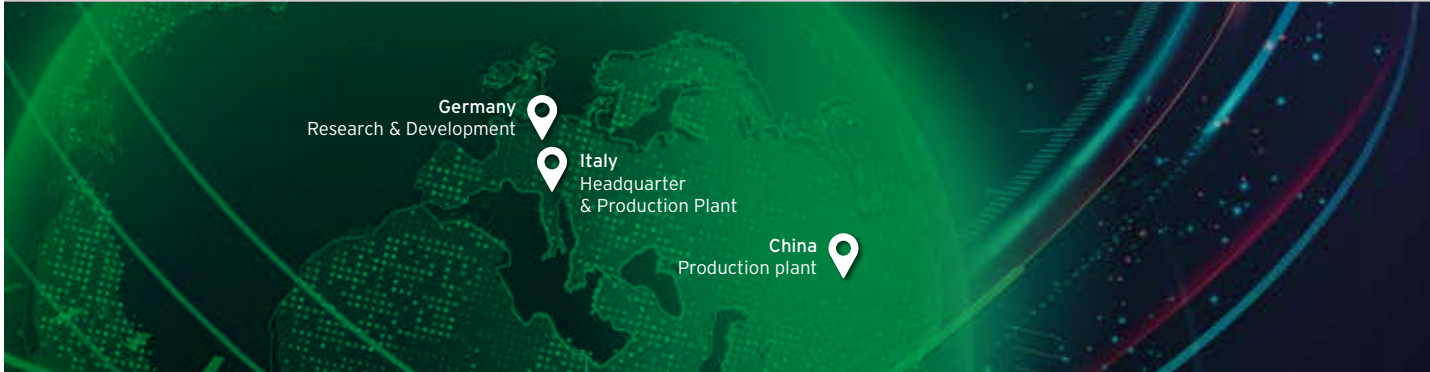 Germany
Research & Development
Italy
Headquarter
& Production Plant
China
Production plant